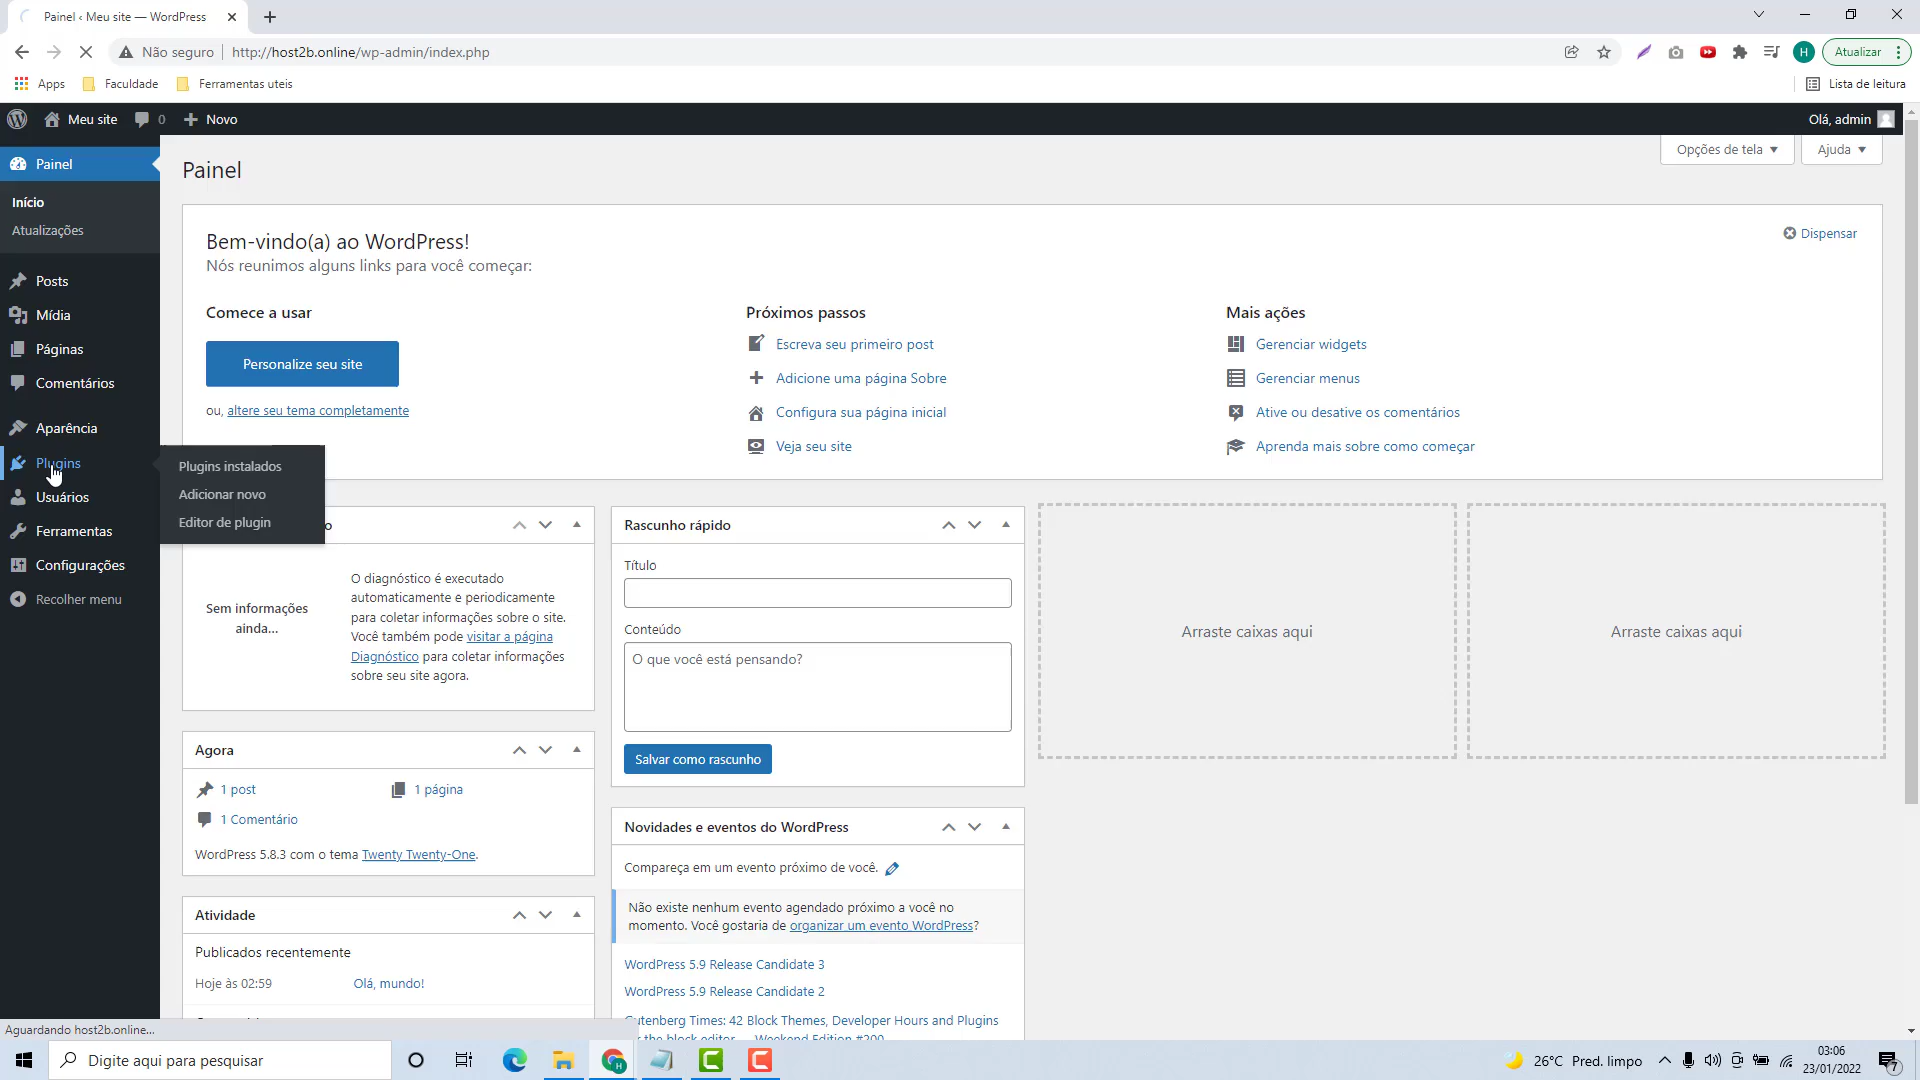 Painel ‹ Meu site — WordPress
Não seguro
http://host2b.online/wp-admin/index.php
H
Atualizar
Apps
Faculdade
Ferramentas uteis
Lista de leitura
Meu site
0
Novo
Olá, admin
Painel
Início
Atualizações
Posts
Mídia
Páginas
Comentários
Aparência
Plugins
Usuários
Ferramentas
Configurações
Recolher menu
Plugins instalados
Adicionar novo
Editor de plugin
Painel
Opções de tela
Ajuda
Bem-vindo(a) ao WordPress!
Nós reunimos alguns links para você começar:
Dispensar
Comece a usar
Personalize seu site
ou, altere seu tema completamente
Próximos passos
Escreva seu primeiro post
Adicione uma página Sobre
Configura sua página inicial
Veja seu site
Mais ações
Gerenciar widgets
Gerenciar menus
Ative ou desative os comentários
Aprenda mais sobre como começar
Sem informações
ainda...
O diagnóstico é executado
automaticamente e periodicamente
para coletar informações sobre o site.
Você também pode visitar a página
Diagnóstico para coletar informações
sobre seu site agora.
Agora
1 post
1 página
1 Comentário
WordPress 5.8.3 com o tema Twenty Twenty-One.
Atividade
Publicados recentemente
Hoje às 02:59
Olá, mundo!
Rascunho rápido
Título
Conteúdo
O que você está pensando?
Salvar como rascunho
Novidades e eventos do WordPress
Compareça em um evento próximo de você.
Não existe nenhum evento agendado próximo a você no
momento. Você gostaria de organizar um evento WordPress?
WordPress 5.9 Release Candidate 3
WordPress 5.9 Release Candidate 2
Gutenberg Times: 42 Block Themes, Developer Hours and Plugins
the block editor — Weekend Edition #200
Arraste caixas aqui
Arraste caixas aqui
Aguardando host2b.online...
Digite aqui para pesquisar
26°C Pred. limpo
03:06
23/01/2022
7